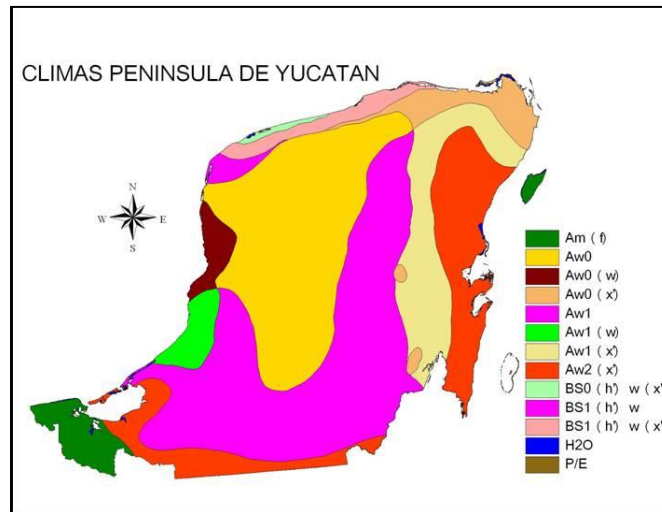 CLIMAS PENINSULA DE YUCATAN
N
W E
S
Am ( f)
Aw0
Aw0 ( w)
Aw0 ( x')
Aw1
Aw1 ( w)
Aw1 ( x')
Aw2 ( x')
BS0 ( h') w ( x'
BS1 ( h') w
BS1 ( h') w ( x'
H2O
P/E